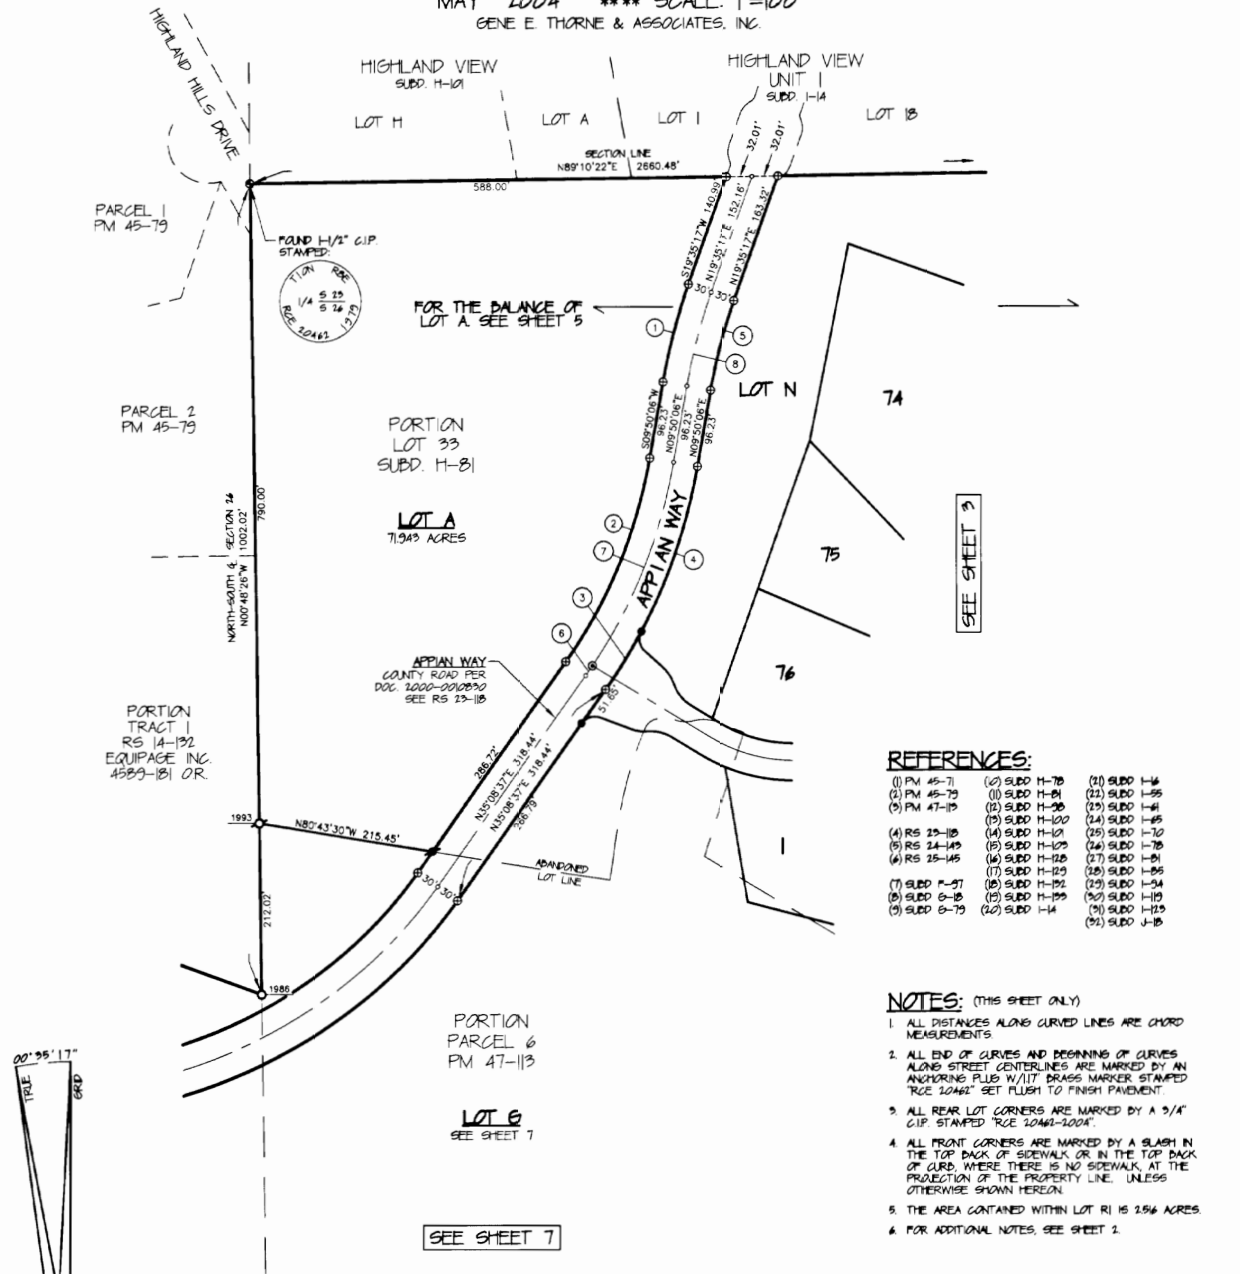 MAY 2004 **** SCALE: 1"=100'
GENE E. THORNE & ASSOCIATES, INC.
HIGHLAND HILLS DRIVE
HIGHLAND VIEW
SUBD. H-101
HIGHLAND VIEW
UNIT 1
SUBD. I-14
LOT H
LOT A
LOT 1
LOT 18
32.01'
32.01'
SECTION LINE
N89°10'22"E 2660.48'
588.00'
PARCEL 1
PM 45-79
FOUND 1-1/2" C.I.P.
STAMPED:
1/4 S 23
S 26
RCE 20462 1979
S19°35'17"W 140.99'
N19°35'17"E 152.16'
N19°35'17"E 163.32'
30' 30'
FOR THE BALANCE OF
LOT A SEE SHEET 5
1
5
8
LOT N
74
PARCEL 2
PM 45-79
PORTION
LOT 33
SUBD. H-81
S09°50'06"W
96.23'
96.23'
N09°50'06"E
N09°50'06"E
96.23'
LOT A
71.943 ACRES
NORTH-SOUTH ¼ SECTION 26
N00°48'26"W 1002.02'
790.00'
2
7
APPIAN WAY
4
75
SEE SHEET 3
3
6
76
APPIAN WAY
COUNTY ROAD PER
DOC. 2000-0010830
SEE RS 23-118
51.65'
PORTION
TRACT 1
RS 14-132
EQUIPAGE INC.
4589-181 O.R.
286.72'
N35°08'37"E 318.44'
N35°08'37"E 318.44'
266.79'
1993
N80°43'30"W 215.45'
ABANDONED
LOT LINE
1
30' 30'
212.02'
1986
REFERENCES:
(1) PM 45-71 (10) SUBD H-78 (21) SUBD I-16
(2) PM 45-79 (11) SUBD H-81 (22) SUBD I-55
(3) PM 47-113 (12) SUBD H-98 (23) SUBD I-61
(13) SUBD H-100 (24) SUBD I-65
(4) RS 23-118 (14) SUBD H-101 (25) SUBD I-70
(5) RS 24-143 (15) SUBD H-103 (26) SUBD I-78
(6) RS 25-145 (16) SUBD H-128 (27) SUBD I-81
(17) SUBD H-129 (28) SUBD I-85
(7) SUBD F-97 (18) SUBD H-132 (29) SUBD I-94
(8) SUBD G-18 (19) SUBD H-133 (30) SUBD I-119
(9) SUBD G-79 (20) SUBD I-14 (31) SUBD I-123
(32) SUBD J-18
NOTES: (THIS SHEET ONLY)
1. ALL DISTANCES ALONG CURVED LINES ARE CHORD
MEASUREMENTS.
2. ALL END OF CURVES AND BEGINNING OF CURVES
ALONG STREET CENTERLINES ARE MARKED BY AN
ANCHORING PLUG W/1.17" BRASS MARKER STAMPED
"RCE 20462" SET FLUSH TO FINISH PAVEMENT.
3. ALL REAR LOT CORNERS ARE MARKED BY A 3/4"
C.I.P. STAMPED "RCE 20462-2004".
4. ALL FRONT CORNERS ARE MARKED BY A SLASH IN
THE TOP BACK OF SIDEWALK OR IN THE TOP BACK
OF CURB, WHERE THERE IS NO SIDEWALK, AT THE
PROJECTION OF THE PROPERTY LINE, UNLESS
OTHERWISE SHOWN HEREON.
5. THE AREA CONTAINED WITHIN LOT R1 IS 2.516 ACRES.
6. FOR ADDITIONAL NOTES, SEE SHEET 2.
PORTION
PARCEL 6
PM 47-113
LOT G
SEE SHEET 7
00°35'17"
TRUE
GRID
SEE SHEET 7